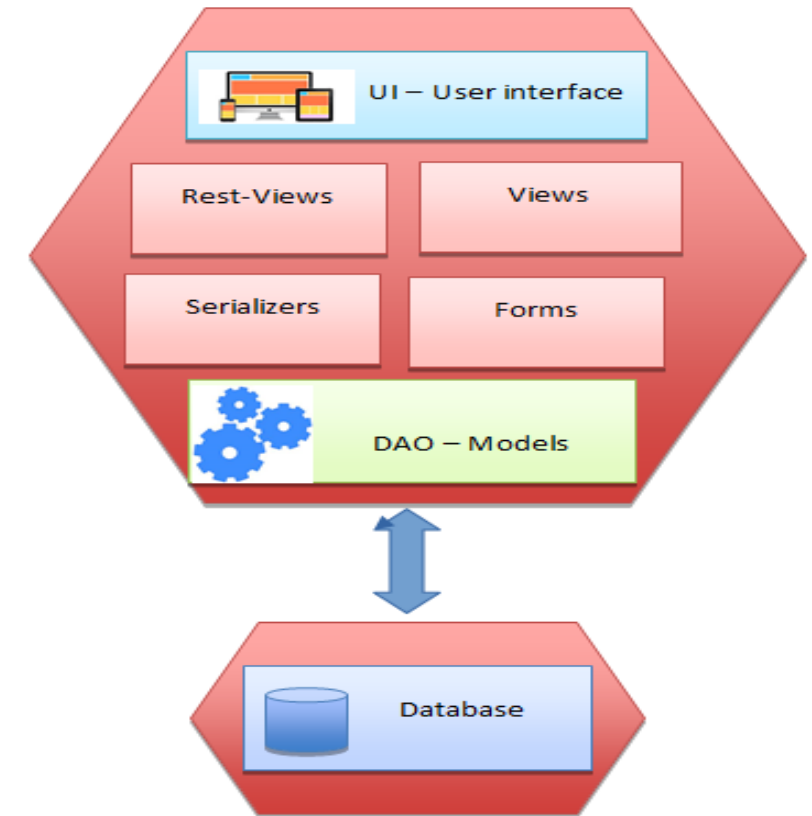 UI – User interface
Rest-Views
Views
Serializers
Forms
DAO – Models
Database